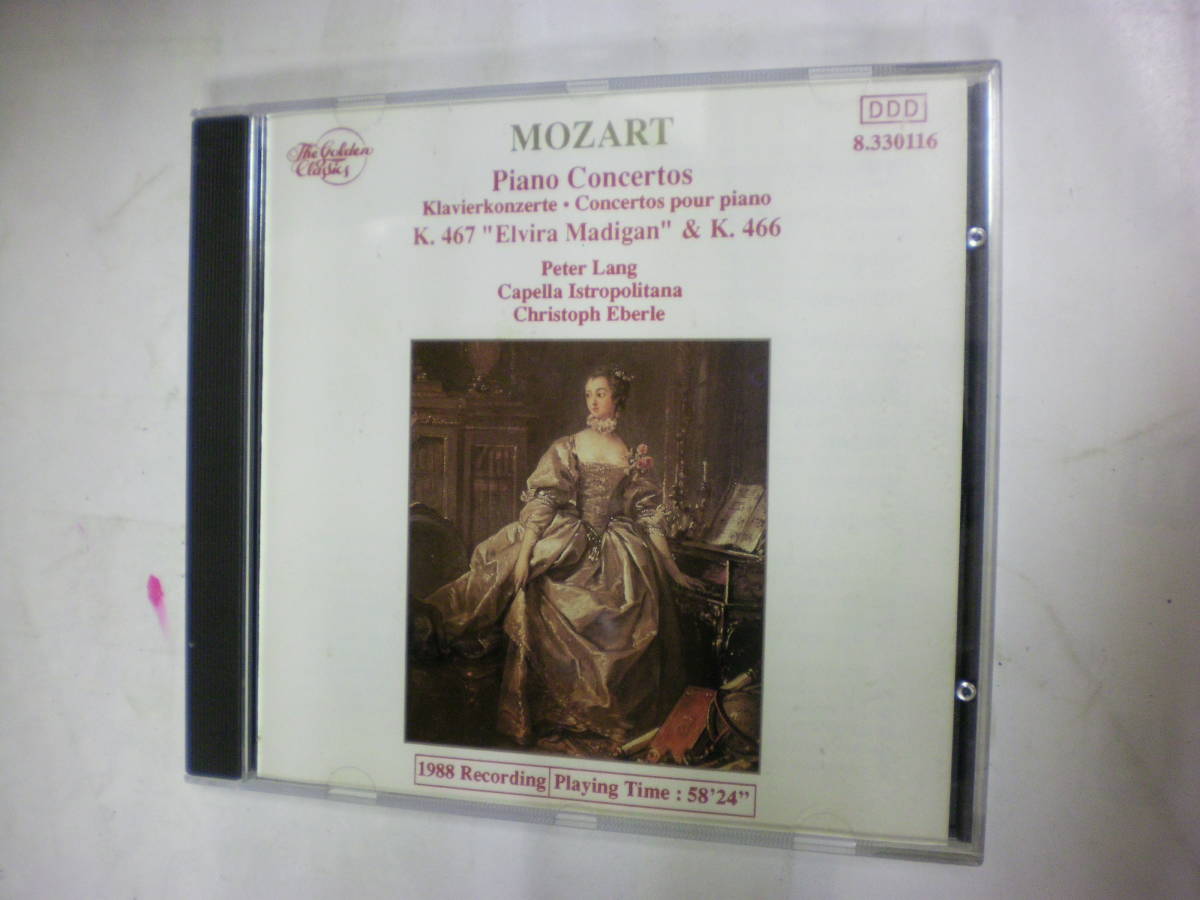 The Golden
Classics
MOZART
DDD
8.330116
Piano Concertos
Klavierkonzerte • Concertos pour piano
K. 467 "Elvira Madigan" & K. 466
Peter Lang
Capella Istropolitana
Christoph Eberle
1988 Recording Playing Time : 58'24”